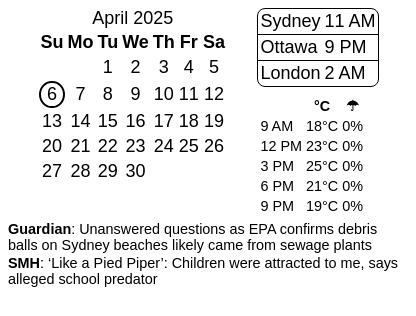 April 2025
Su Mo Tu We Th Fr Sa
1 2 3 4 5
6 7 8 9 10 11 12
13 14 15 16 17 18 19
20 21 22 23 24 25 26
27 28 29 30
Sydney 11 AM
Ottawa 9 PM
London 2 AM
°C ☂
9 AM 18°C 0%
12 PM 23°C 0%
3 PM 25°C 0%
6 PM 21°C 0%
9 PM 19°C 0%
Guardian: Unanswered questions as EPA confirms debris
balls on Sydney beaches likely came from sewage plants
SMH: ‘Like a Pied Piper’: Children were attracted to me, says
alleged school predator